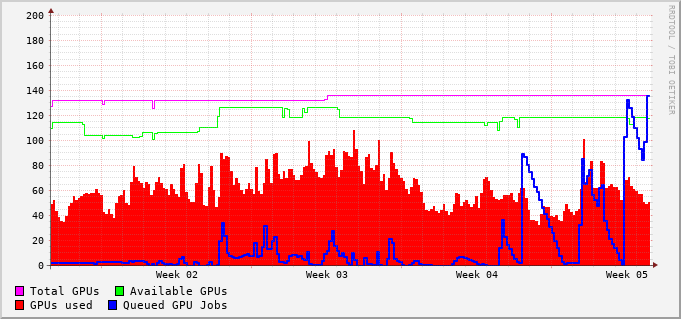 RRDTOOL / TOBI OETIKER
200
180
160
140
120
100
80
60
40
20
0
Week 02 Week 03 Week 04 Week 05
Total GPUs Available GPUs
GPUs used Queued GPU Jobs